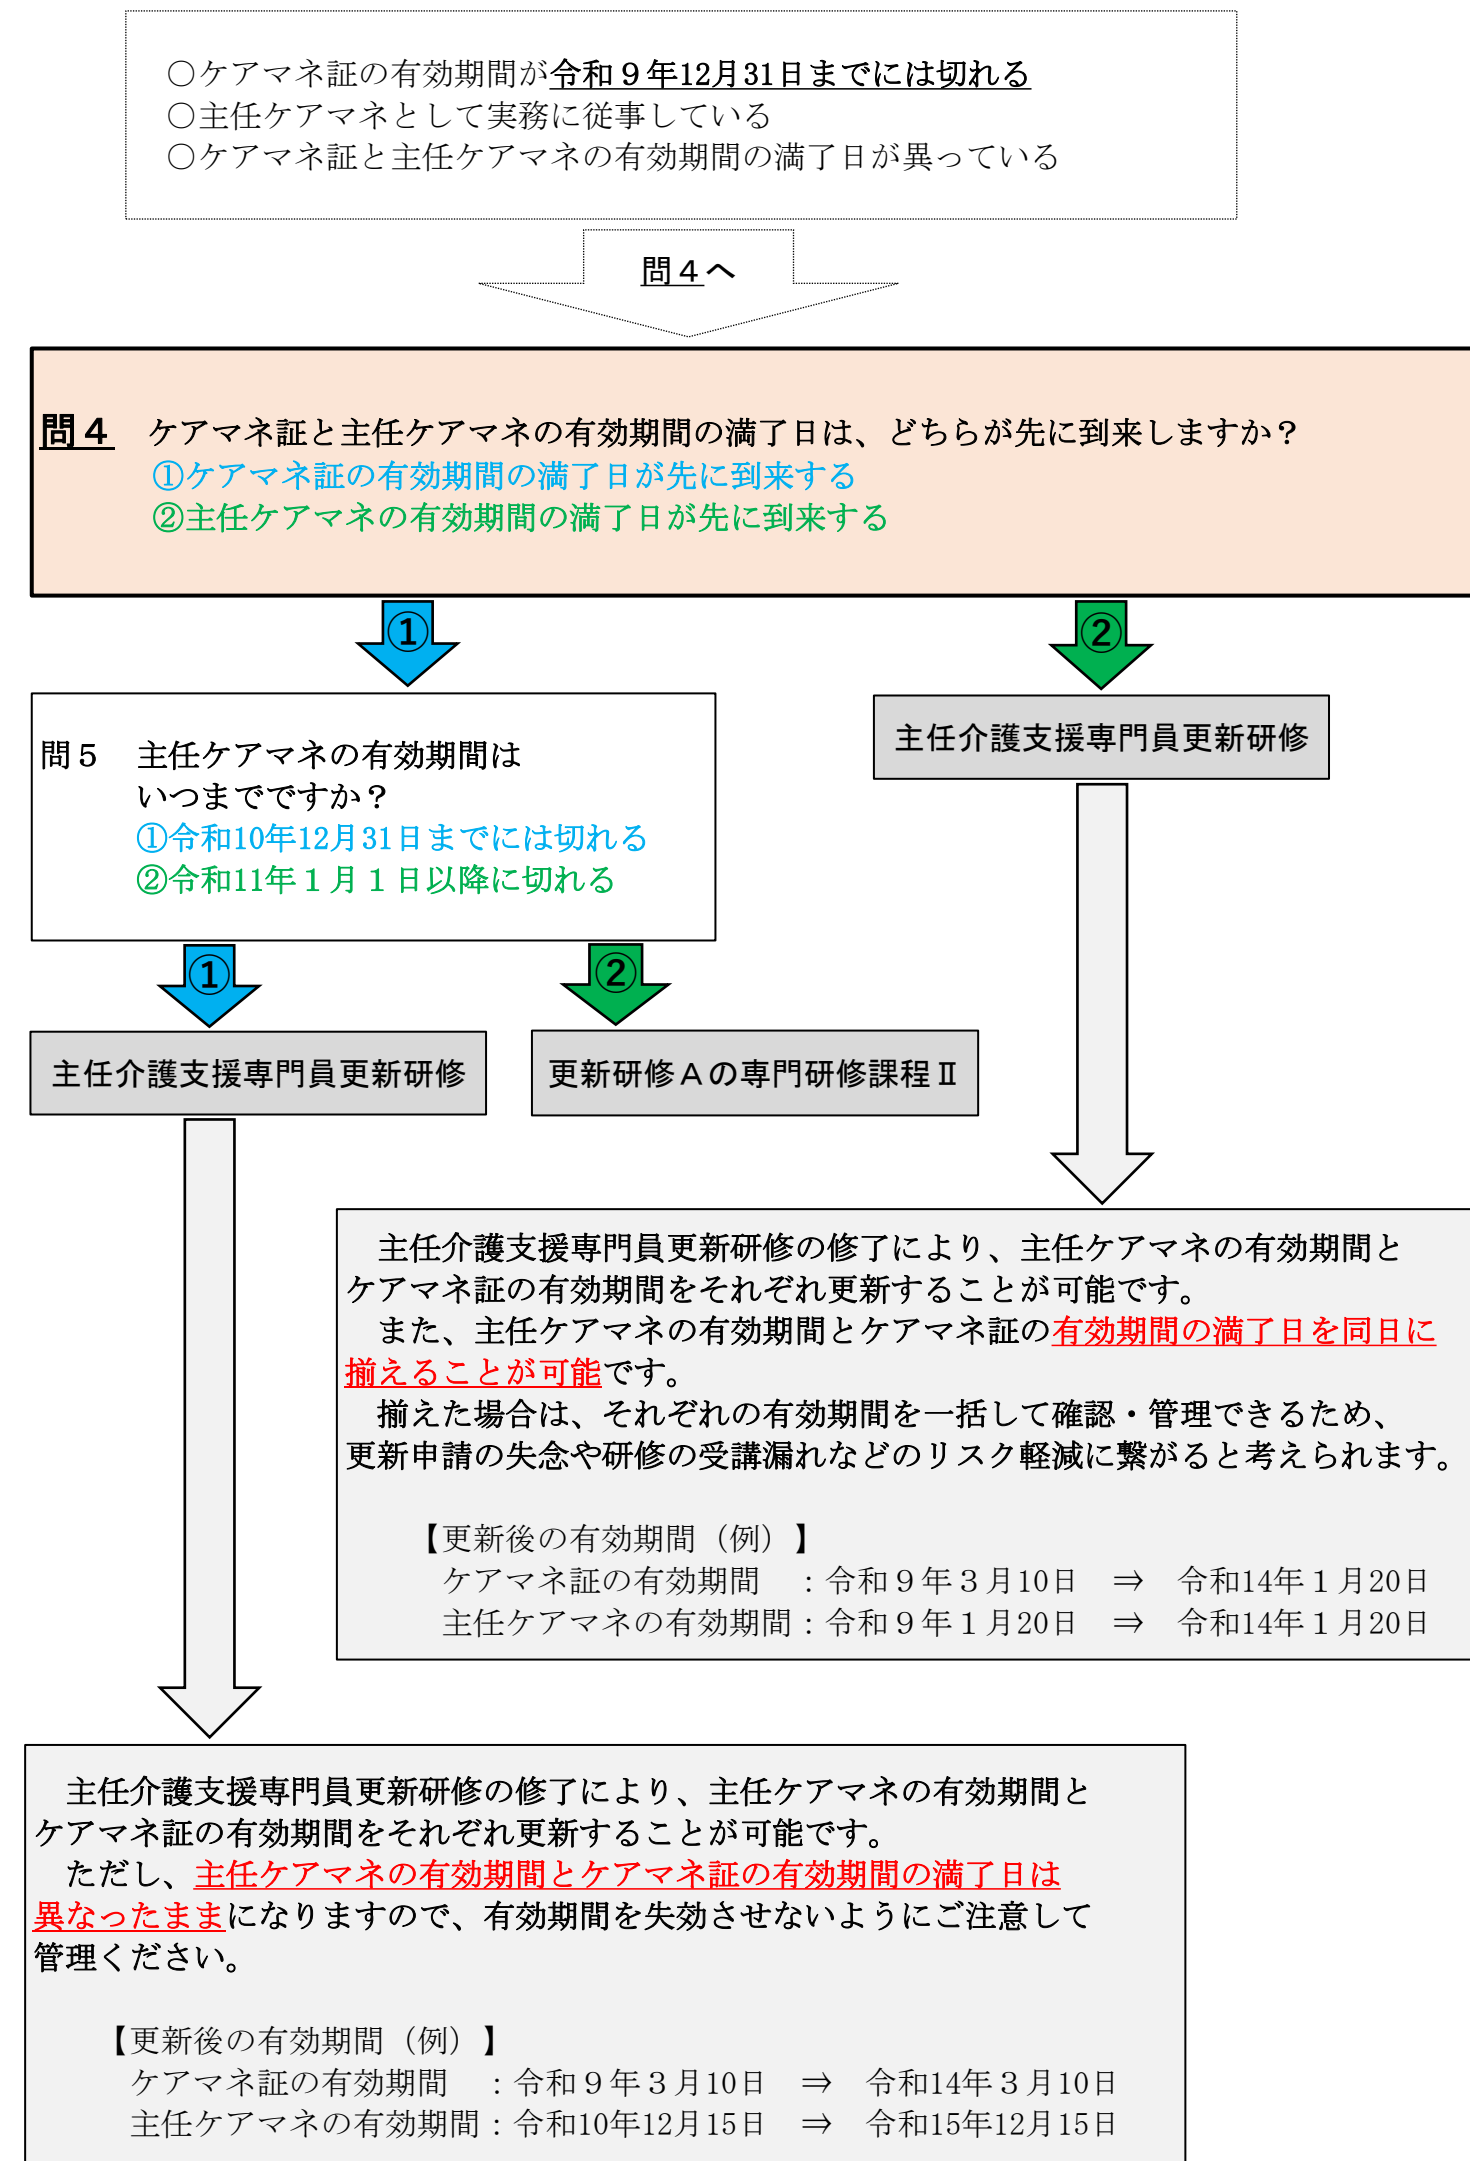 ○ケアマネ証の有効期間が令和９年12月31日までには切れる
○主任ケアマネとして実務に従事している
○ケアマネ証と主任ケアマネの有効期間の満了日が異っている
問４へ
問４　ケアマネ証と主任ケアマネの有効期間の満了日は、どちらが先に到来しますか？
①ケアマネ証の有効期間の満了日が先に到来する
②主任ケアマネの有効期間の満了日が先に到来する
①
②
問５　主任ケアマネの有効期間は
いつまでですか？
①令和10年12月31日までには切れる
②令和11年１月１日以降に切れる
主任介護支援専門員更新研修
①
②
主任介護支援専門員更新研修
更新研修Ａの専門研修課程Ⅱ
主任介護支援専門員更新研修の修了により、主任ケアマネの有効期間と
ケアマネ証の有効期間をそれぞれ更新することが可能です。
また、主任ケアマネの有効期間とケアマネ証の有効期間の満了日を同日に
揃えることが可能です。
揃えた場合は、それぞれの有効期間を一括して確認・管理できるため、
更新申請の失念や研修の受講漏れなどのリスク軽減に繋がると考えられます。
【更新後の有効期間（例）】
ケアマネ証の有効期間　：令和９年３月10日　⇒　令和14年１月20日
主任ケアマネの有効期間：令和９年１月20日　⇒　令和14年１月20日
主任介護支援専門員更新研修の修了により、主任ケアマネの有効期間と
ケアマネ証の有効期間をそれぞれ更新することが可能です。
ただし、主任ケアマネの有効期間とケアマネ証の有効期間の満了日は
異なったままになりますので、有効期間を失効させないようにご注意して
管理ください。
【更新後の有効期間（例）】
ケアマネ証の有効期間　：令和９年３月10日　⇒　令和14年３月10日
主任ケアマネの有効期間：令和10年12月15日　⇒　令和15年12月15日